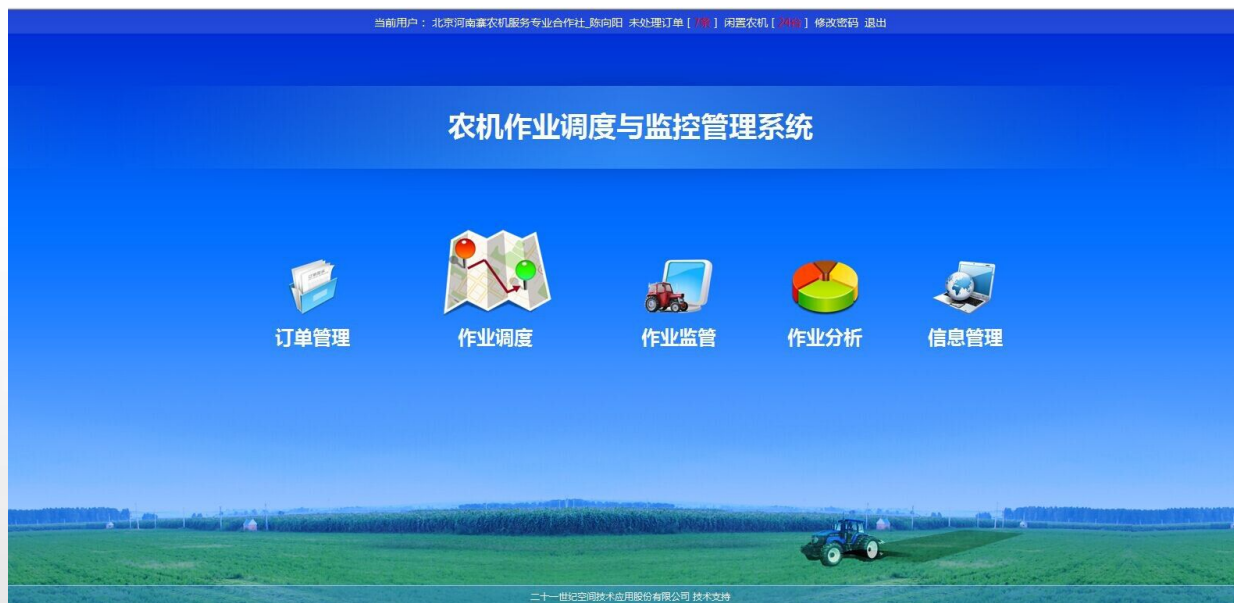 当前用户： 北京河南寨农机服务专业合作社_陈向阳 未处理订单 [ ] 闲置农机 [ ] 修改密码 退出
农机作业调度与监控管理系统
订单管理 作业调度 作业监管 作业分析 信息管理
二十一世纪空间技术应用股份有限公司 技术支持